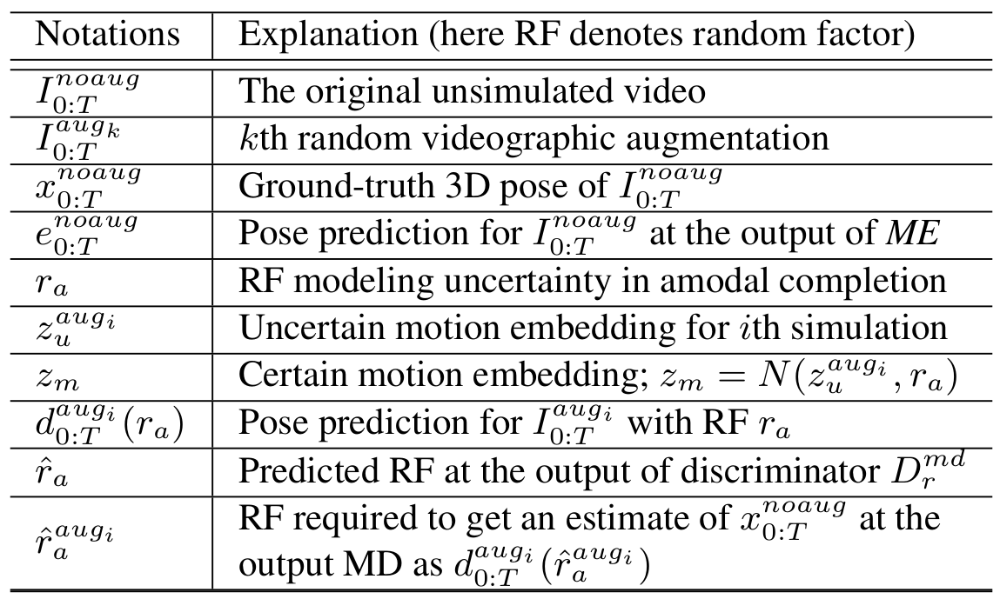 Notations Explanation (here RF denotes random factor)
$I_{0:T}^{noaug}$ The original unsimulated video
$I_{0:T}^{aug_k}$ $k$th random videographic augmentation
$x_{0:T}^{noaug}$ Ground-truth 3D pose of $I_{0:T}^{noaug}$
$e_{0:T}^{noaug}$ Pose prediction for $I_{0:T}^{noaug}$ at the output of ME
$r_a$ RF modeling uncertainty in amodal completion
$z_u^{aug_i}$ Uncertain motion embedding for $i$th simulation
$z_m$ Certain motion embedding; $z_m = N(z_u^{aug_i}, r_a)$
$d_{0:T}^{aug_i}(r_a)$ Pose prediction for $I_{0:T}^{aug_i}$ with RF $r_a$
$\hat{r}_a$ Predicted RF at the output of discriminator $D_r^{md}$
$\hat{r}_a^{aug_i}$ RF required to get an estimate of $x_{0:T}^{noaug}$ at the
output MD as $d_{0:T}^{aug_i}(\hat{r}_a^{aug_i})$